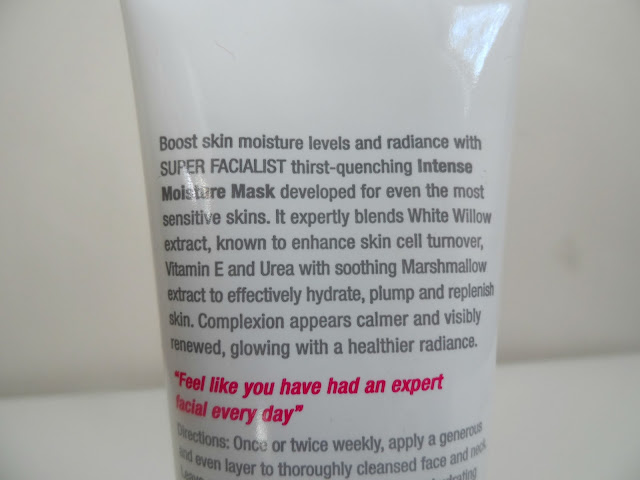 Boost skin moisture levels and radiance with
SUPER FACIALIST thirst-quenching Intense
Moisture Mask developed for even the most
sensitive skins. It expertly blends White Willow
extract, known to enhance skin cell turnover,
Vitamin E and Urea with soothing Marshmallow
extract to effectively hydrate, plump and replenish
skin. Complexion appears calmer and visibly
renewed, glowing with a healthier radiance.
"Feel like you have had an expert
facial every day"
Directions: Once or twice weekly, apply a generous
and even layer to thoroughly cleansed face and neck.